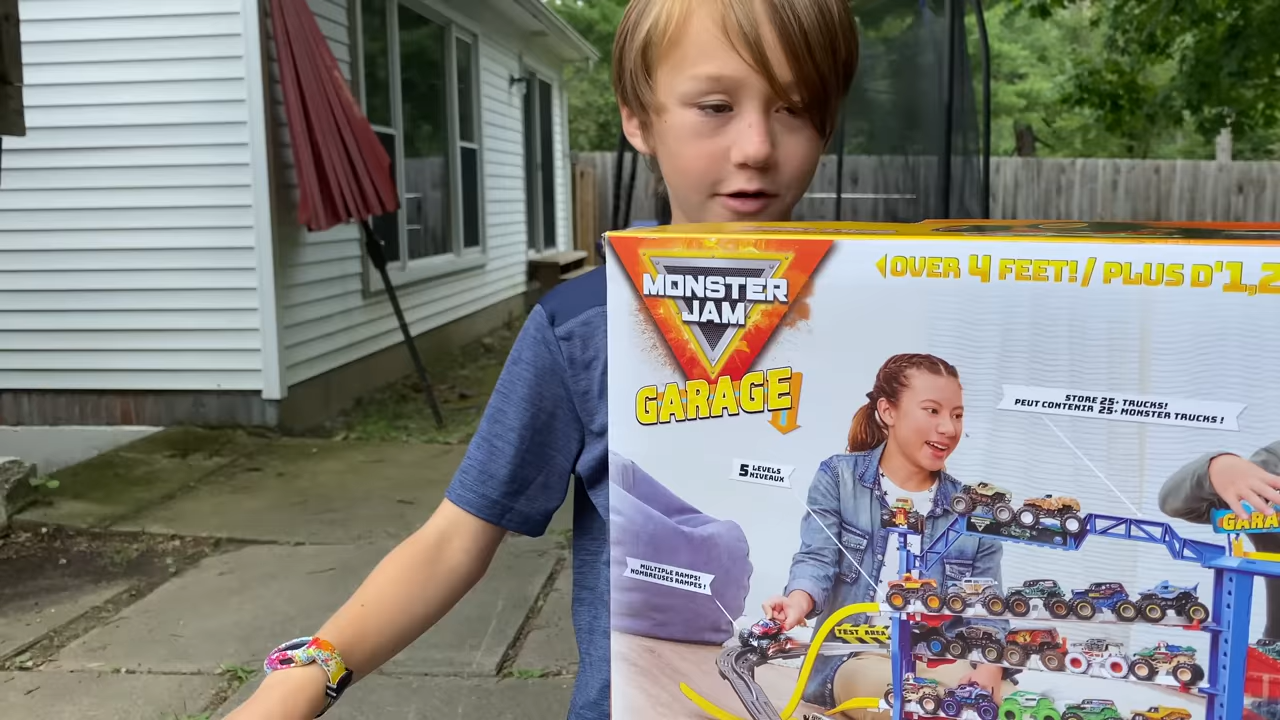 MONSTER
JAM
GARAGE
OVER 4 FEET! / PLUS D'1,2
STORE 25+ TRUCKS!
PEUT CONTENIR 25+ MONSTER TRUCKS !
5 LEVELS
NIVEAUX
MULTIPLE RAMPS!
NOMBREUSES RAMPES !
TEST AREA